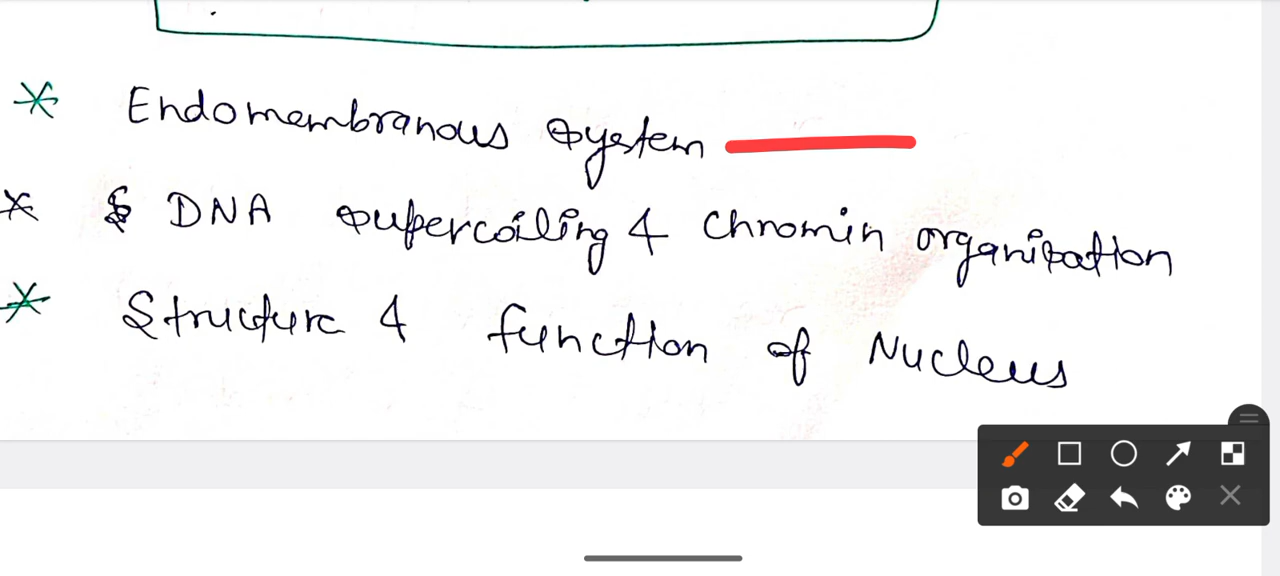 * Endomembranous system
* DNA supercoiling & Chromin organization
* Structure & function of Nucleus